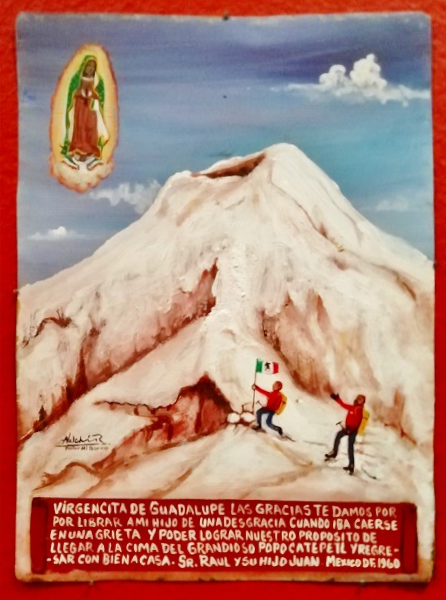 VIRGENCITA DE GUADALUPE LAS GRACIAS TE DAMOS POR
POR LIBRAR A MI HIJO DE UNA DESGRACIA CUANDO IBA CAERSE
EN UNA GRIETA Y PODER LOGRAR NUESTRO PROPOSITO DE
LLEGAR A LA CIMA DEL GRANDIOSO POPOCATEPETL Y REGRE-
-SAR CON BIEN A CASA. SR. RAUL Y SU HIJO JUAN MEXICO DE 1960